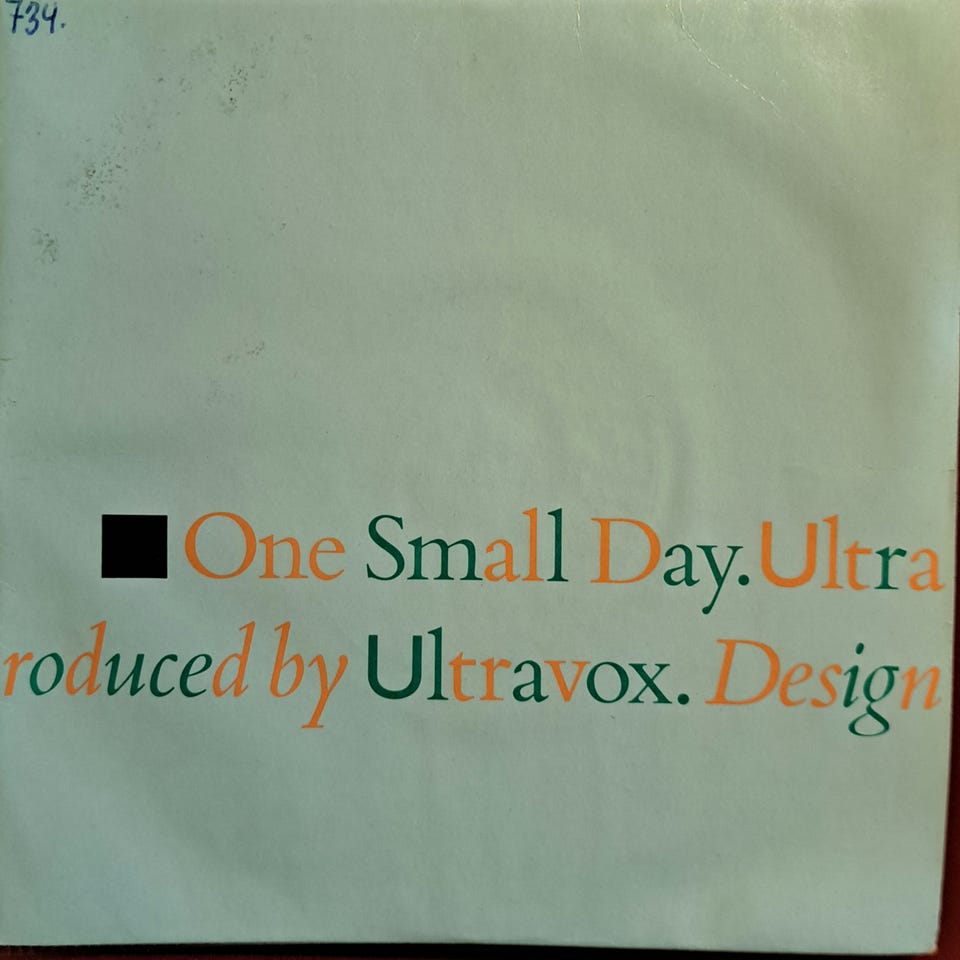 734.
One Small Day. Ultra
roduced by Ultravox. Design